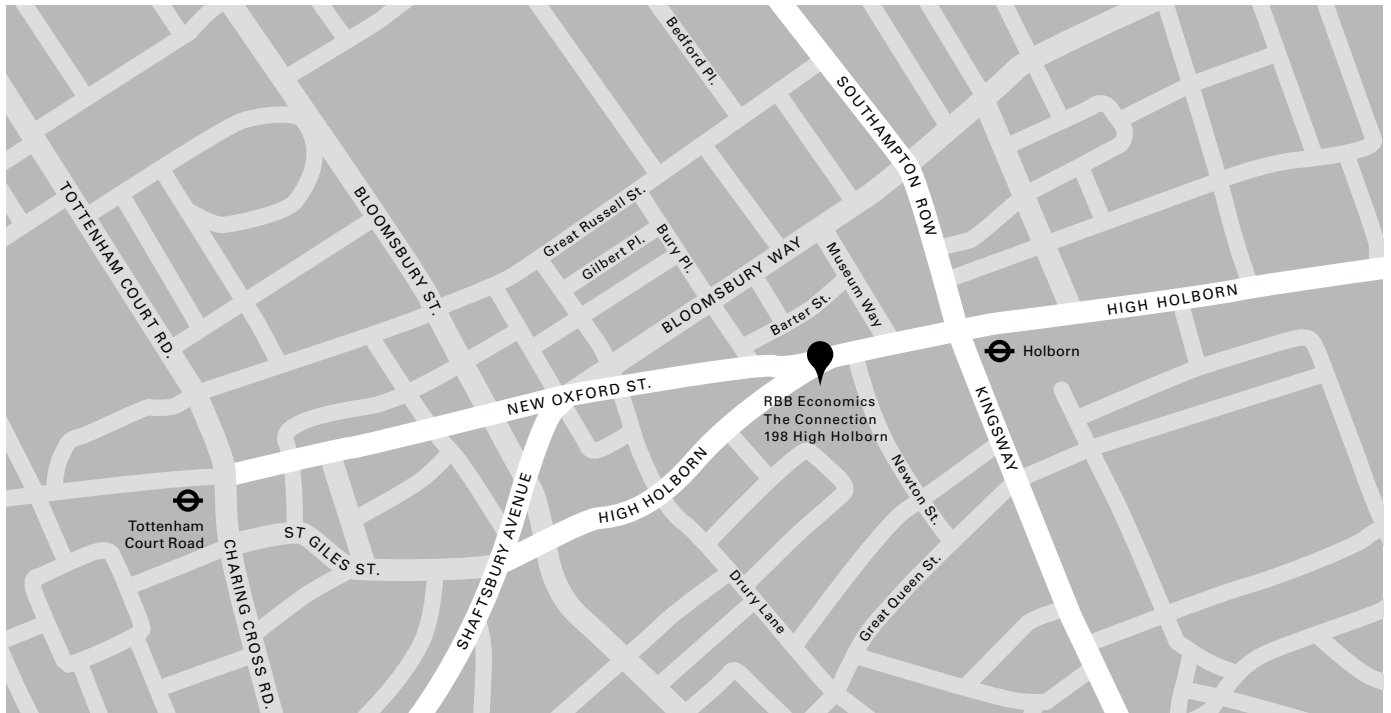 Bedford Pl.
SOUTHAMPTON ROW
TOTTENHAM COURT RD.
BLOOMSBURY ST.
Great Russell St.
Gilbert Pl.
Bury Pl.
BLOOMSBURY WAY
Museum Way
Barter St.
HIGH HOLBORN
Holborn
NEW OXFORD ST.
RBB Economics
The Connection
198 High Holborn
KINGSWAY
HIGH HOLBORN
SHAFTSBURY AVENUE
Newton St.
Tottenham
Court Road
ST GILES ST.
CHARING CROSS RD.
Drury Lane
Great Queen St.